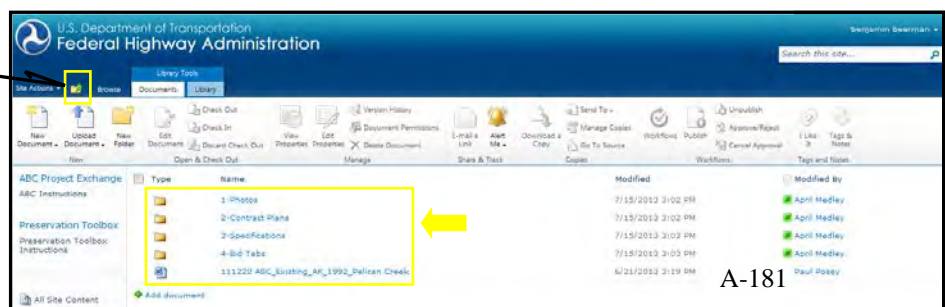 U.S. Department of Transportation
Federal Highway Administration
Benjamin Beerman
Search this site...
Library Tools
Site Actions Browse Documents Library
New Document Upload Document New Folder
Edit Document
Check Out
Check In
Discard Check Out
View Properties Edit Properties
Version History
Document Permissions
Delete Document
E-mail a Link Alert Me
Download a Copy
Send To
Manage Copies
Go To Source
Workflows Publish
Unpublish
Approve/Reject
Cancel Approval
I Like It Tags & Notes
New Open & Check Out Manage Share & Track Copies Workflows Tags and Notes
ABC Project Exchange
ABC Instructions
Preservation Toolbox
Preservation Toolbox Instructions
All Site Content
Type Name Modified Modified By
1-Photos 7/15/2013 3:02 PM April Medley
2-Contract Plans 7/15/2013 3:02 PM April Medley
3-Specifications 7/15/2013 3:03 PM April Medley
4-Bid Tabs 7/15/2013 3:03 PM April Medley
111220 ABC_Existing_AK_1992_Pelican Creek 6/21/2013 3:19 PM Paul Posey
Add document
A-181